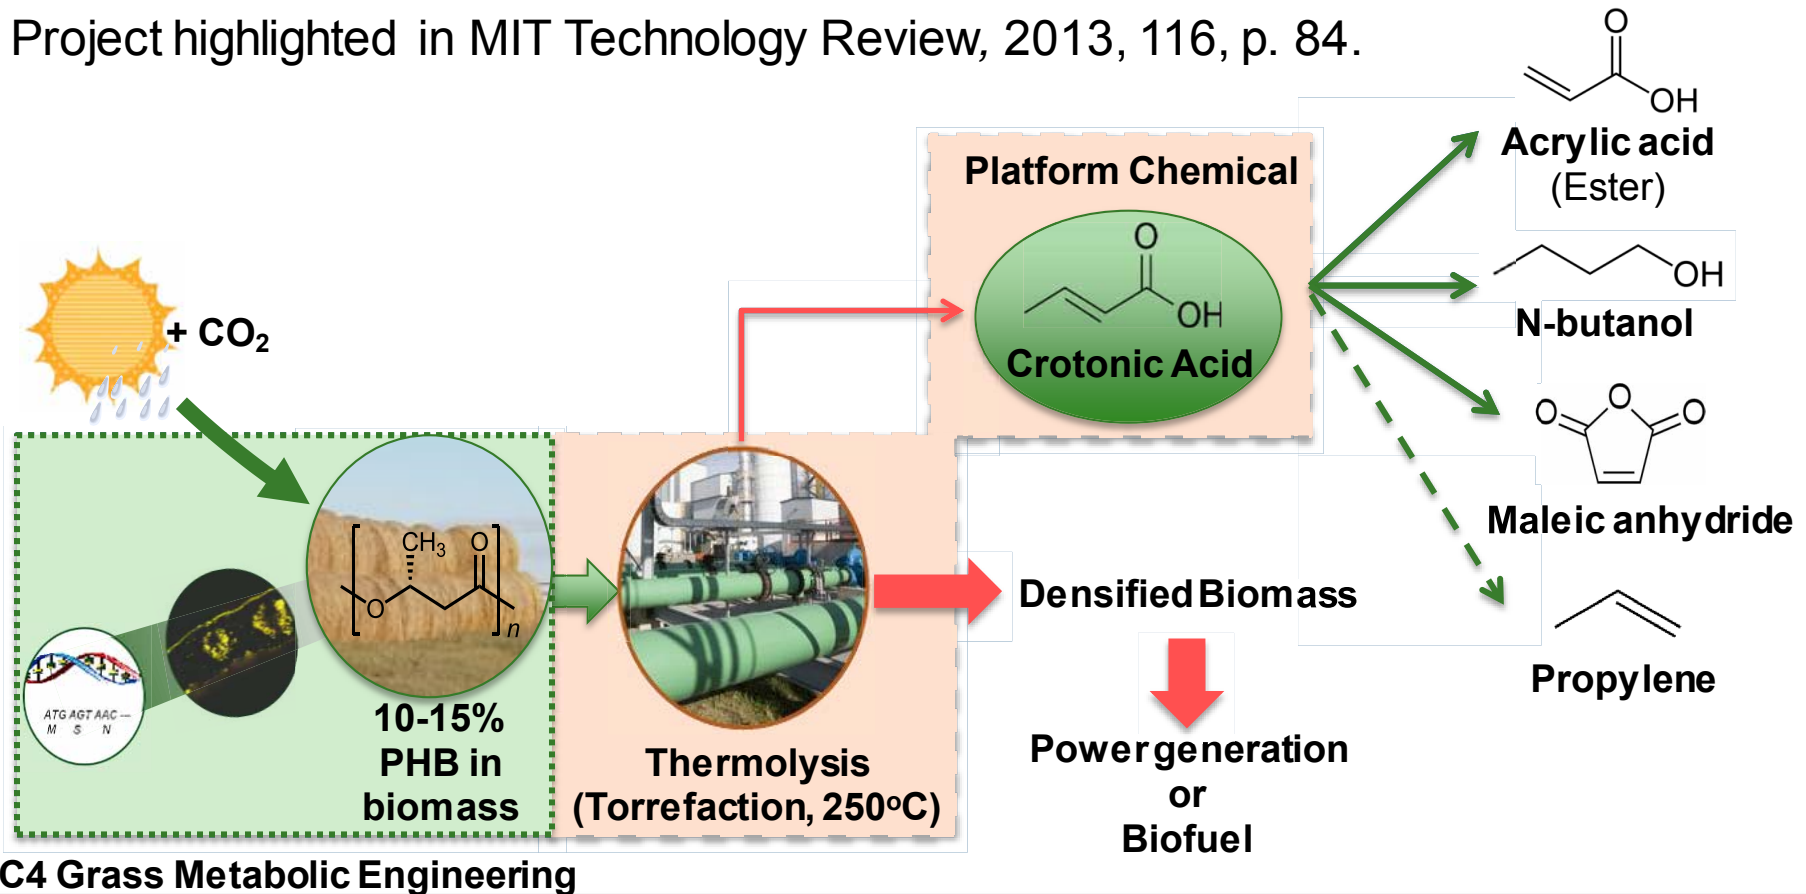 Project highlighted in MIT Technology Review, 2013, 116, p. 84.
O
OH
Acrylic acid
(Ester)
Platform Chemical
O
OH
Crotonic Acid
OH
N-butanol
+ CO₂
O
O
O
Maleic anhydride
CH₃
O
O
n
ATG AGT AAC ---
M S N
10-15%
PHB in
biomass
Thermolysis
(Torrefaction, 250ºC)
Densified Biomass
Power generation
or
Biofuel
Propylene
C4 Grass Metabolic Engineering